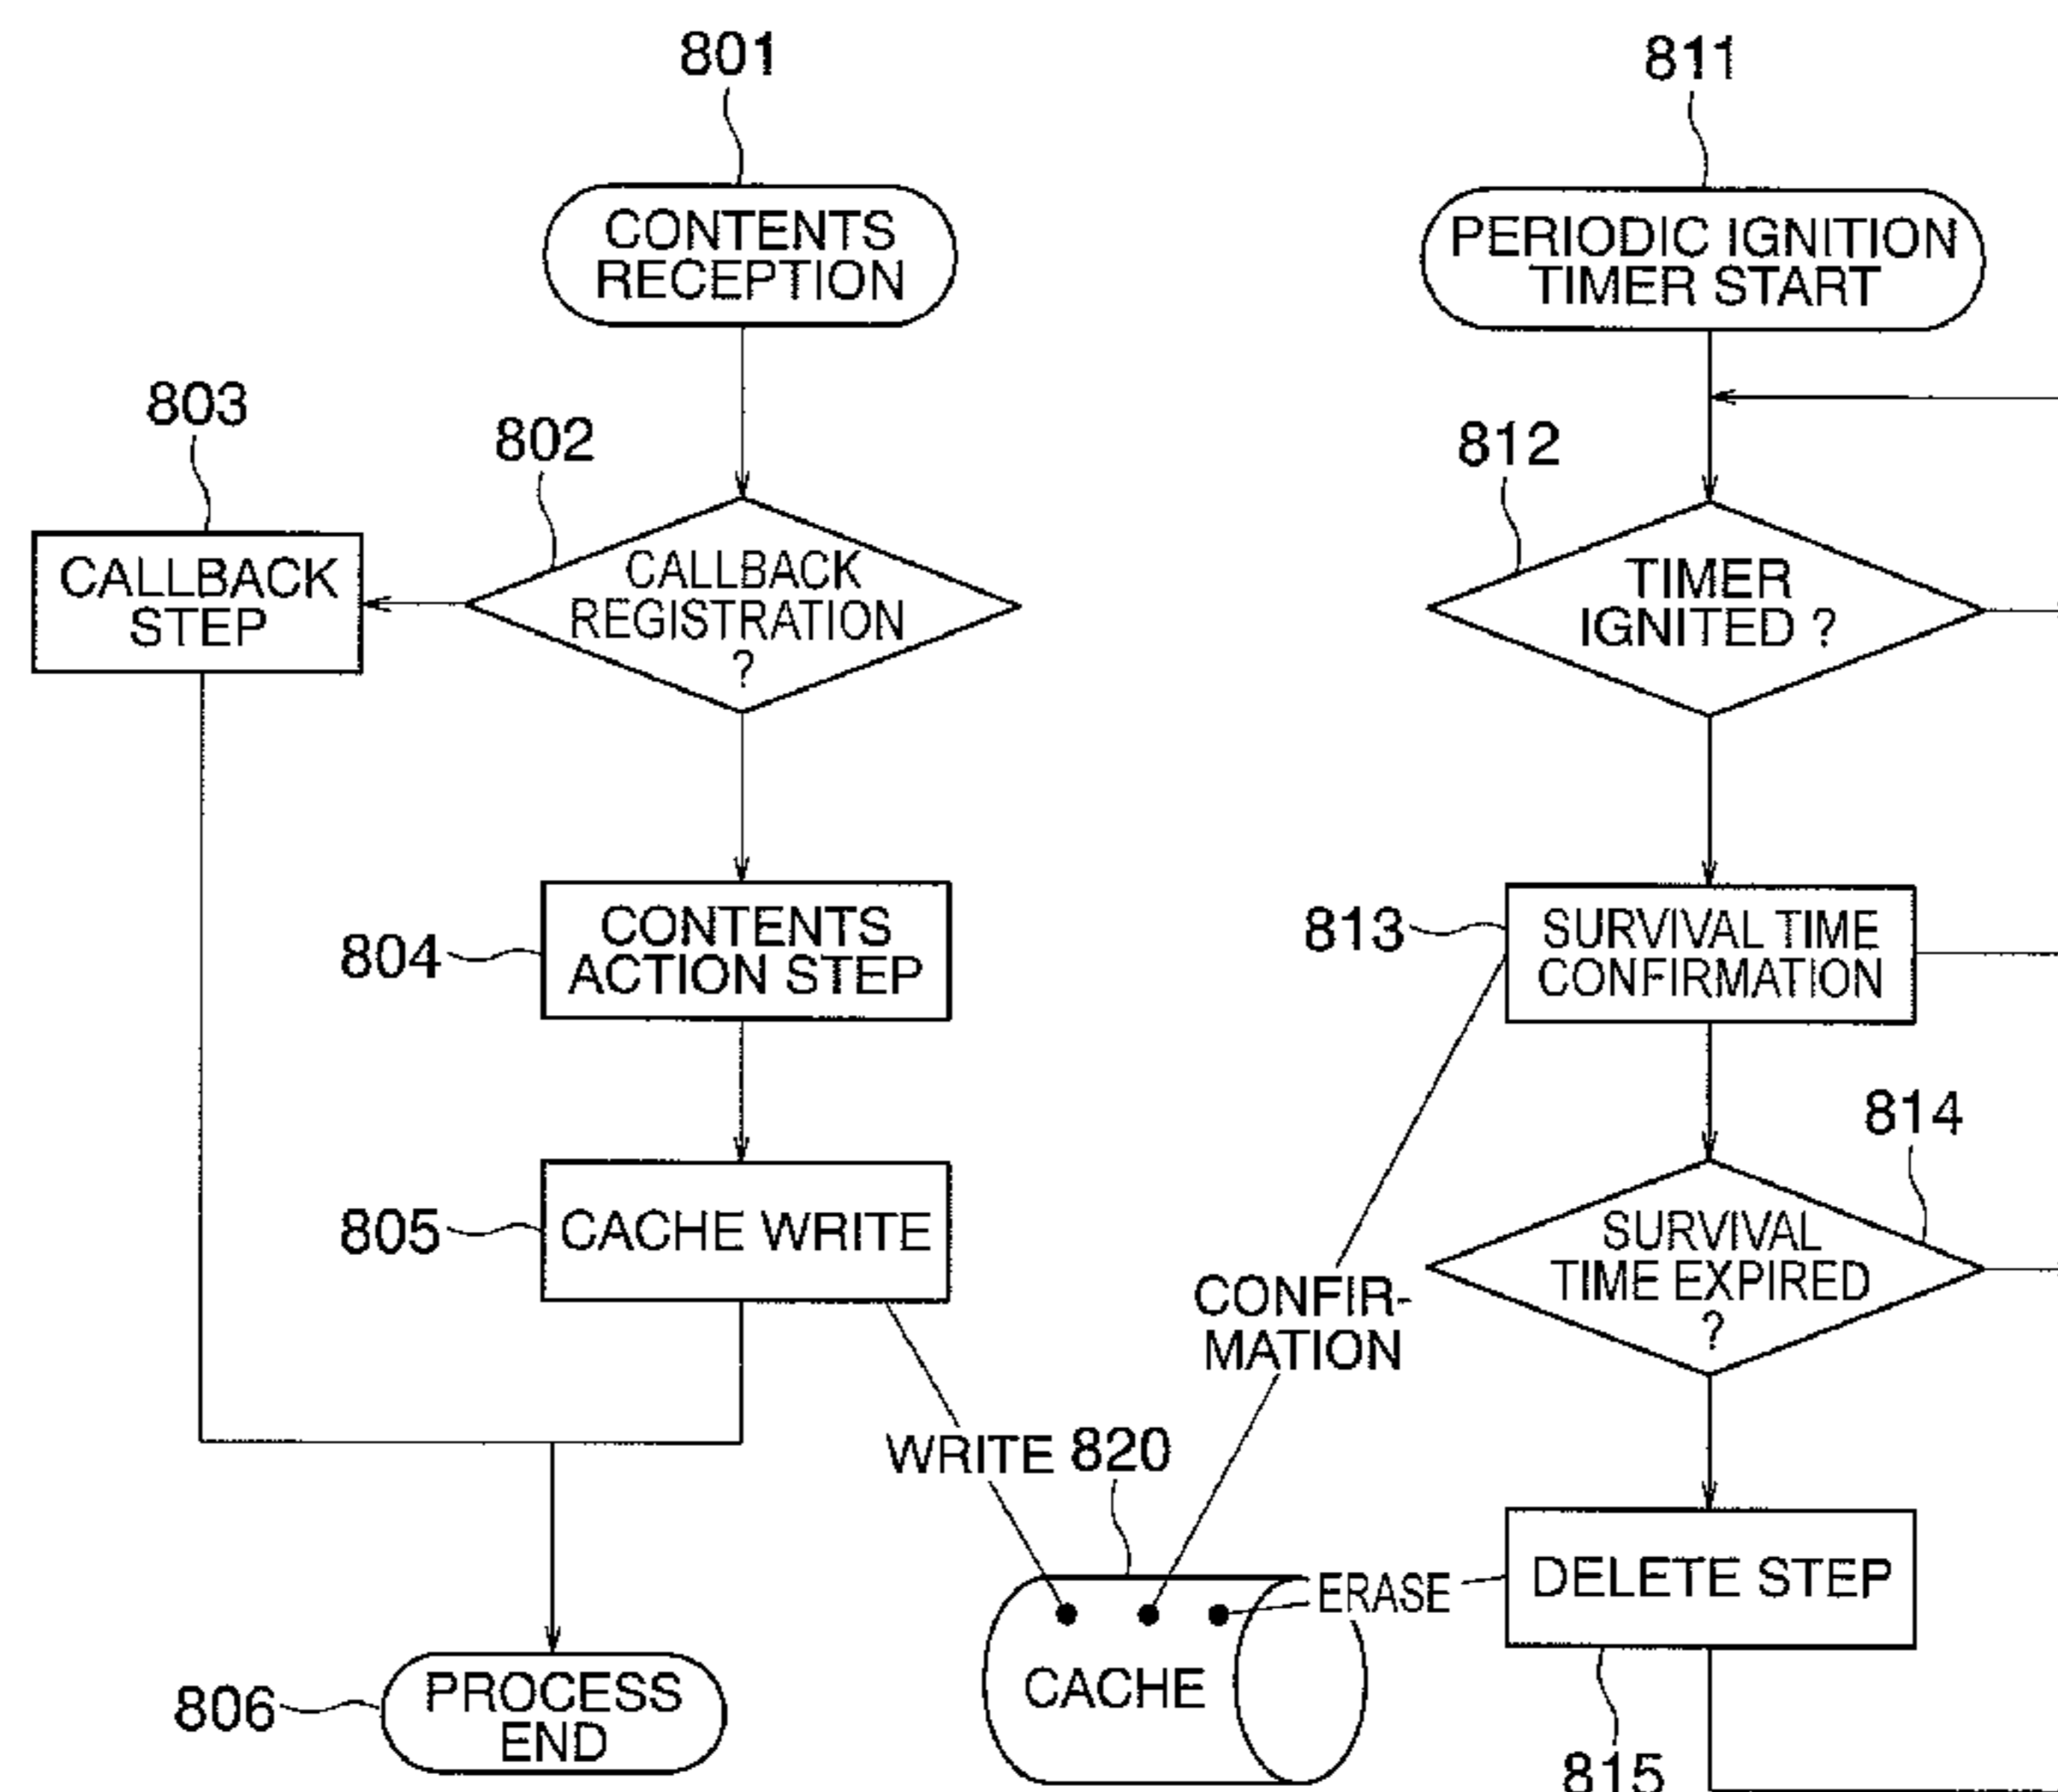 801
CONTENTS
RECEPTION
803
802
CALLBACK
STEP
CALLBACK
REGISTRATION
?
804
CONTENTS
ACTION STEP
805
CACHE WRITE
WRITE
806
PROCESS
END
811
PERIODIC IGNITION
TIMER START
812
TIMER
IGNITED ?
813
SURVIVAL TIME
CONFIRMATION
CONFIR-
MATION
814
SURVIVAL
TIME EXPIRED
?
820
CACHE
ERASE
DELETE STEP
815